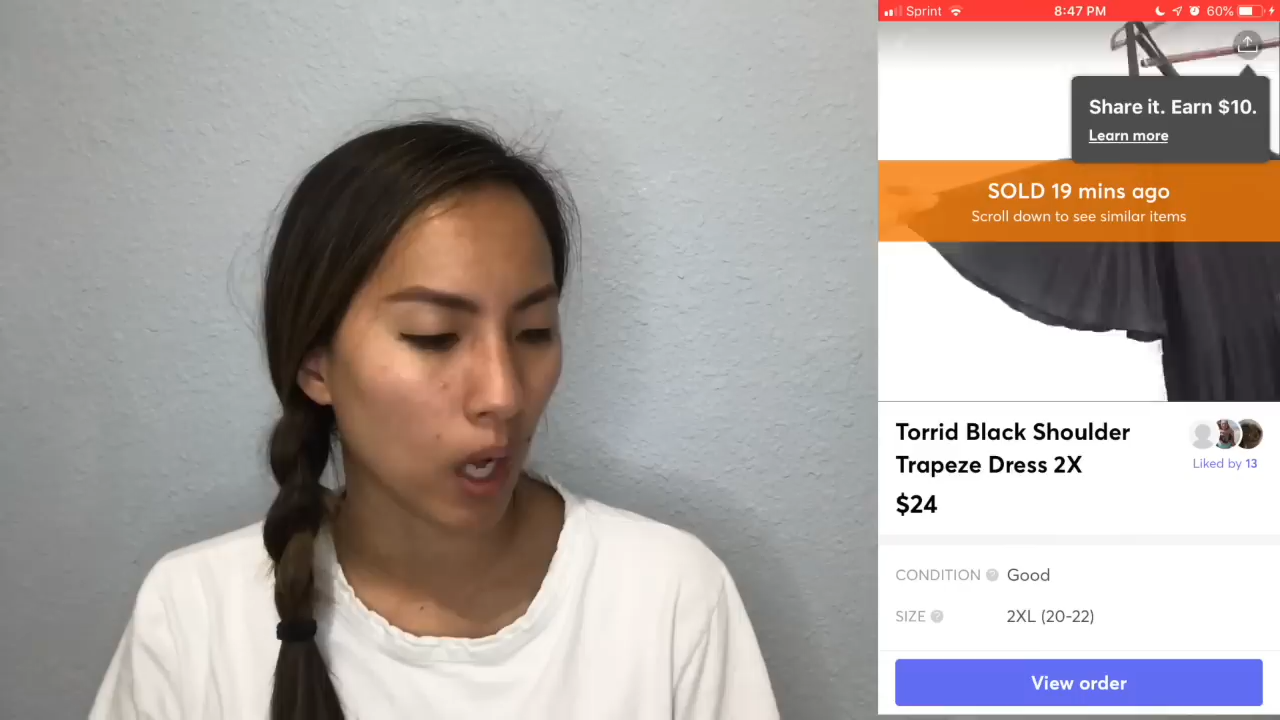 Sprint 8:47 PM 60%
Share it. Earn $10.
Learn more
SOLD 19 mins ago
Scroll down to see similar items
Torrid Black Shoulder
Trapeze Dress 2X
Liked by 13
$24
CONDITION ? Good
SIZE ? 2XL (20-22)
View order